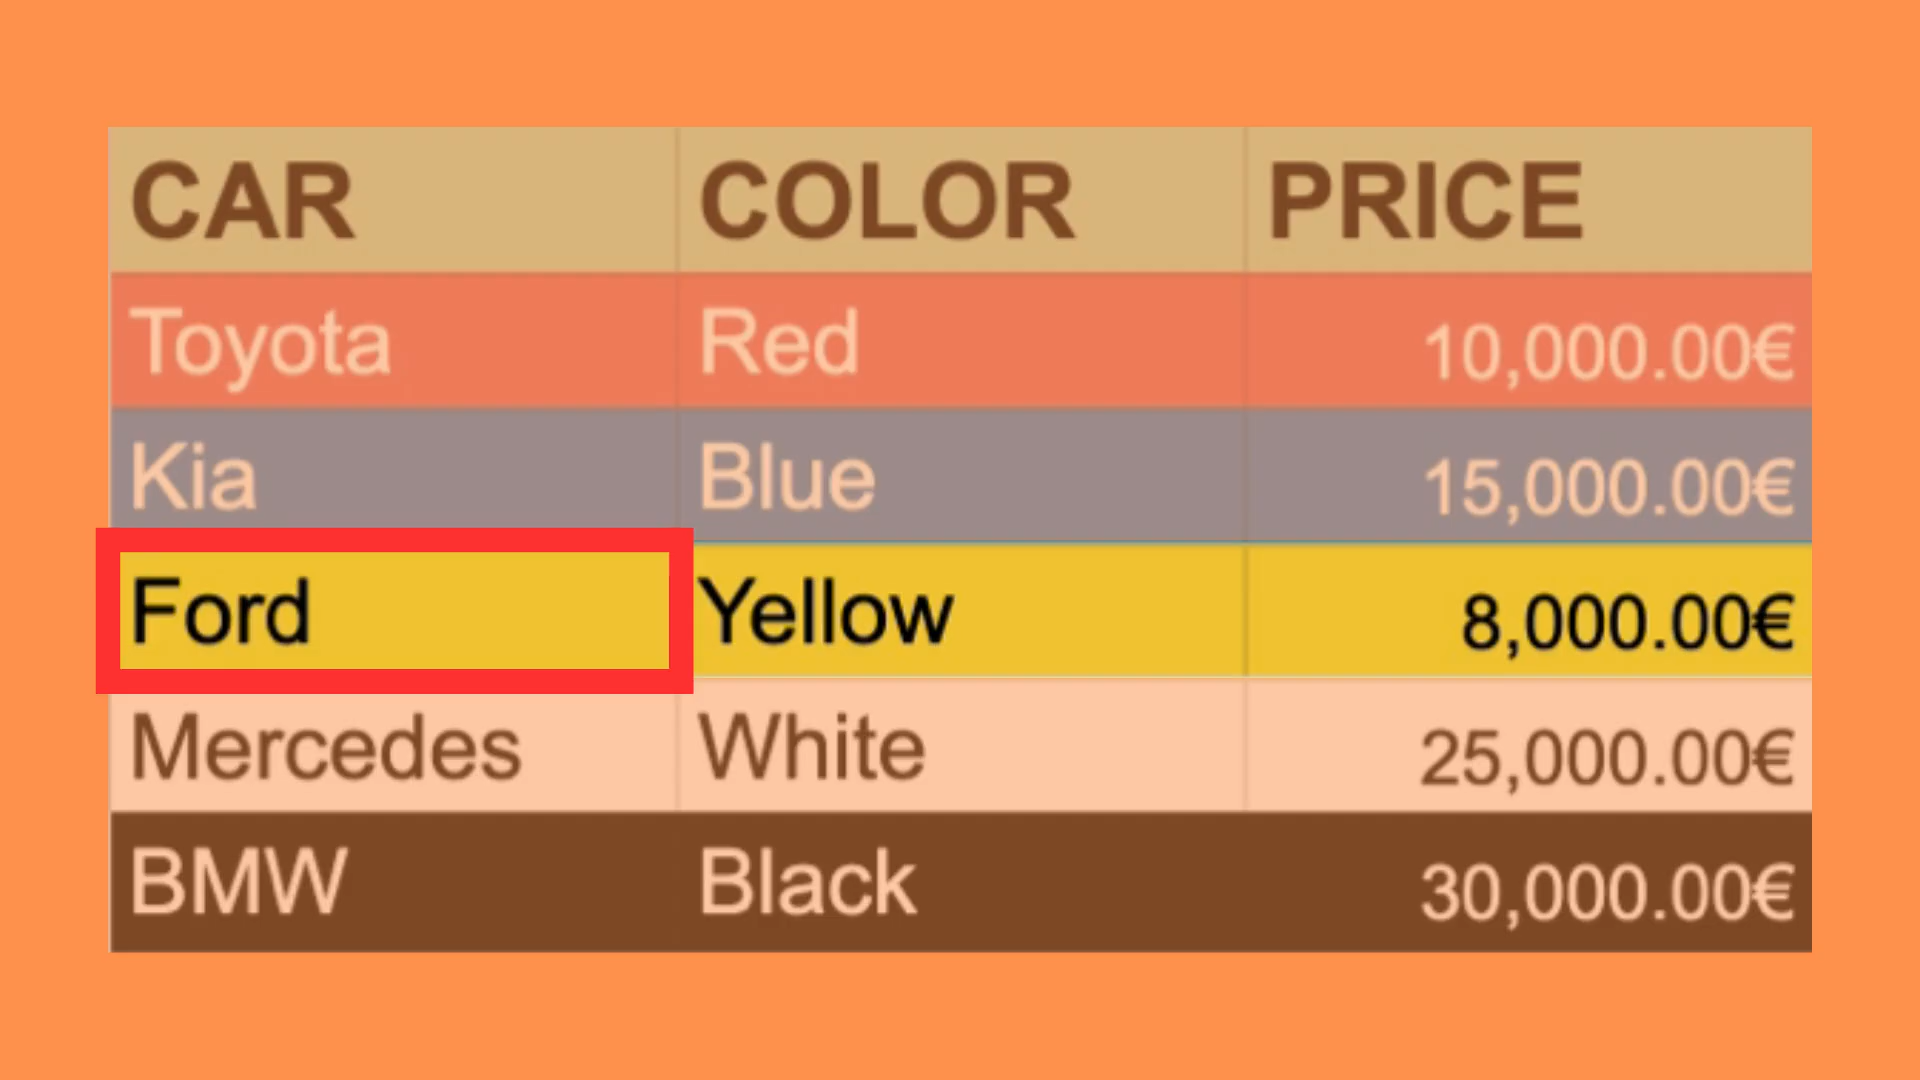 CAR COLOR PRICE
Toyota Red 10,000.00€
Kia Blue 15,000.00€
Ford Yellow 8,000.00€
Mercedes White 25,000.00€
BMW Black 30,000.00€